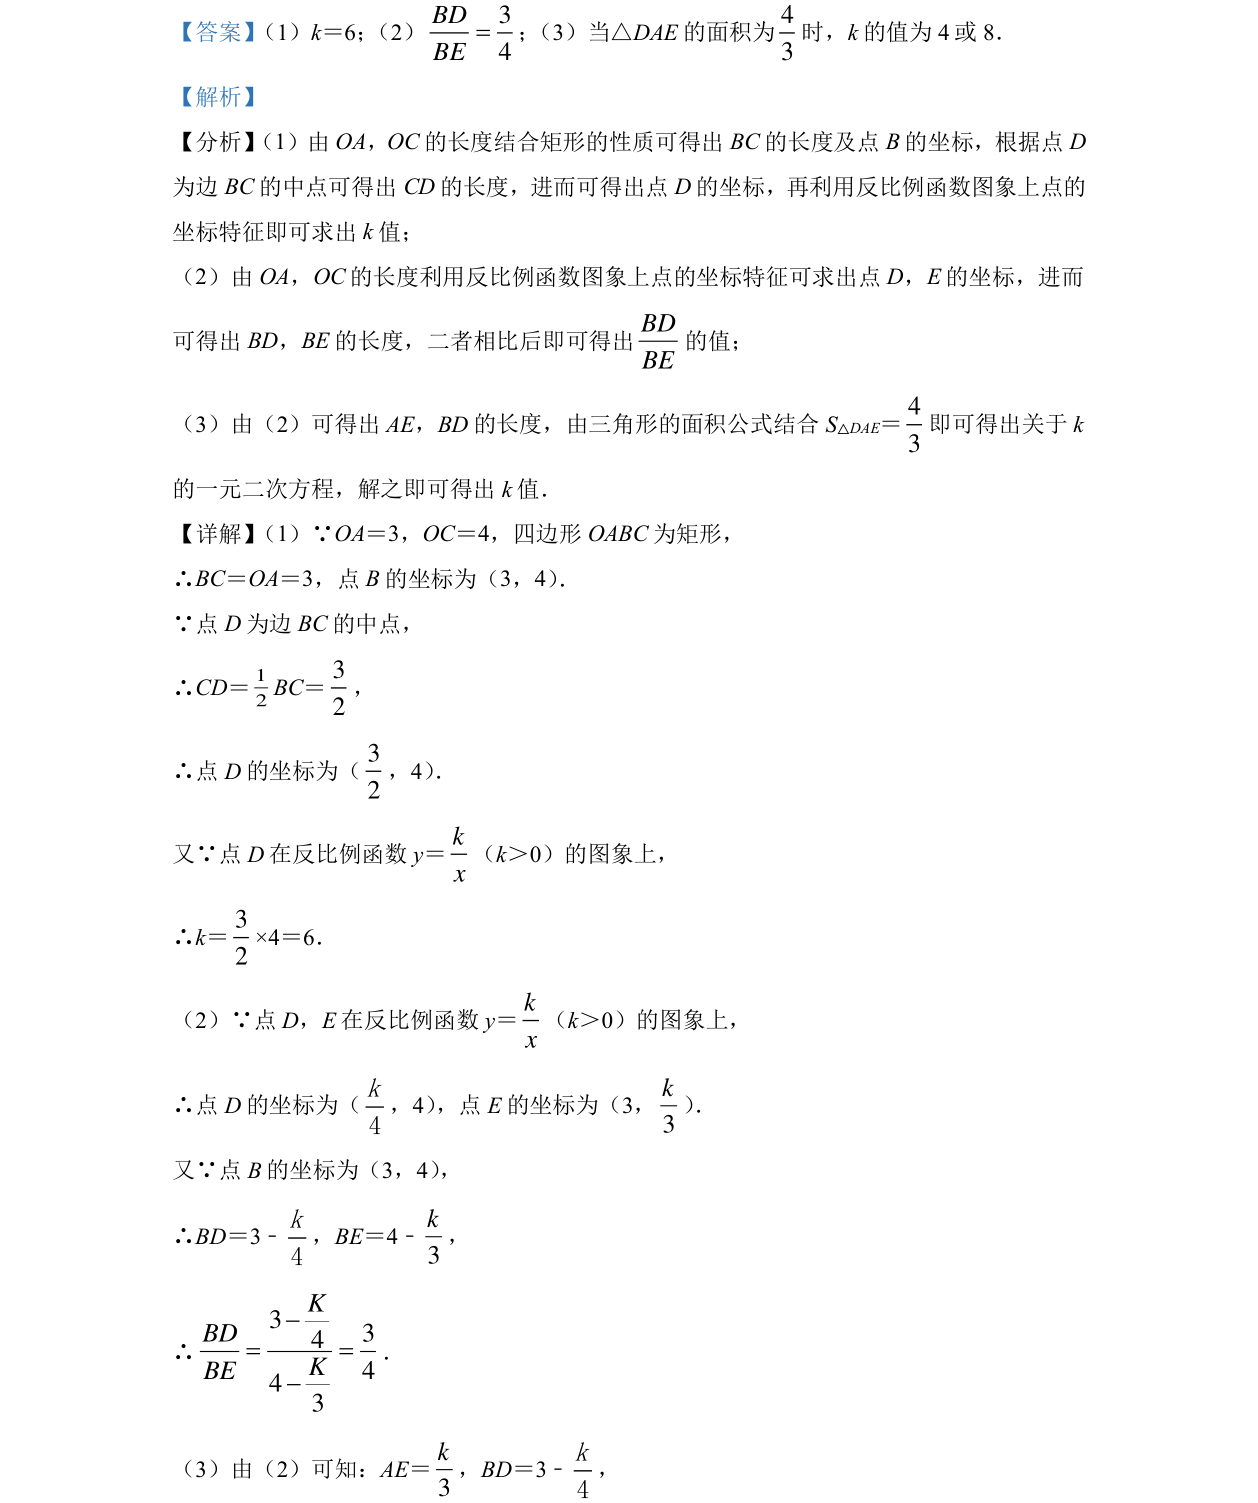 【答案】（1）k＝6；（2）BD/BE＝3/4；（3）当△DAE的面积为4/3时，k的值为4或8．
【解析】
【分析】（1）由OA，OC的长度结合矩形的性质可得出BC的长度及点B的坐标，根据点D
为边BC的中点可得出CD的长度，进而可得出点D的坐标，再利用反比例函数图象上点的
坐标特征即可求出k值；
（2）由OA，OC的长度利用反比例函数图象上点的坐标特征可求出点D，E的坐标，进而
可得出BD，BE的长度，二者相比后即可得出BD/BE的值；
（3）由（2）可得出AE，BD的长度，由三角形的面积公式结合S△DAE＝4/3即可得出关于k
的一元二次方程，解之即可得出k值．
【详解】（1）∵OA＝3，OC＝4，四边形OABC为矩形，
∴BC＝OA＝3，点B的坐标为（3，4）．
∵点D为边BC的中点，
∴CD＝1/2BC＝3/2，
∴点D的坐标为（3/2，4）．
又∵点D在反比例函数y＝k/x（k＞0）的图象上，
∴k＝3/2×4＝6．
（2）∵点D，E在反比例函数y＝k/x（k＞0）的图象上，
∴点D的坐标为（k/4，4），点E的坐标为（3，k/3）．
又∵点B的坐标为（3，4），
∴BD＝3﹣k/4，BE＝4﹣k/3，
∴BD/BE＝(3−K/4)/(4−K/3)＝3/4．
（3）由（2）可知：AE＝k/3，BD＝3﹣k/4，